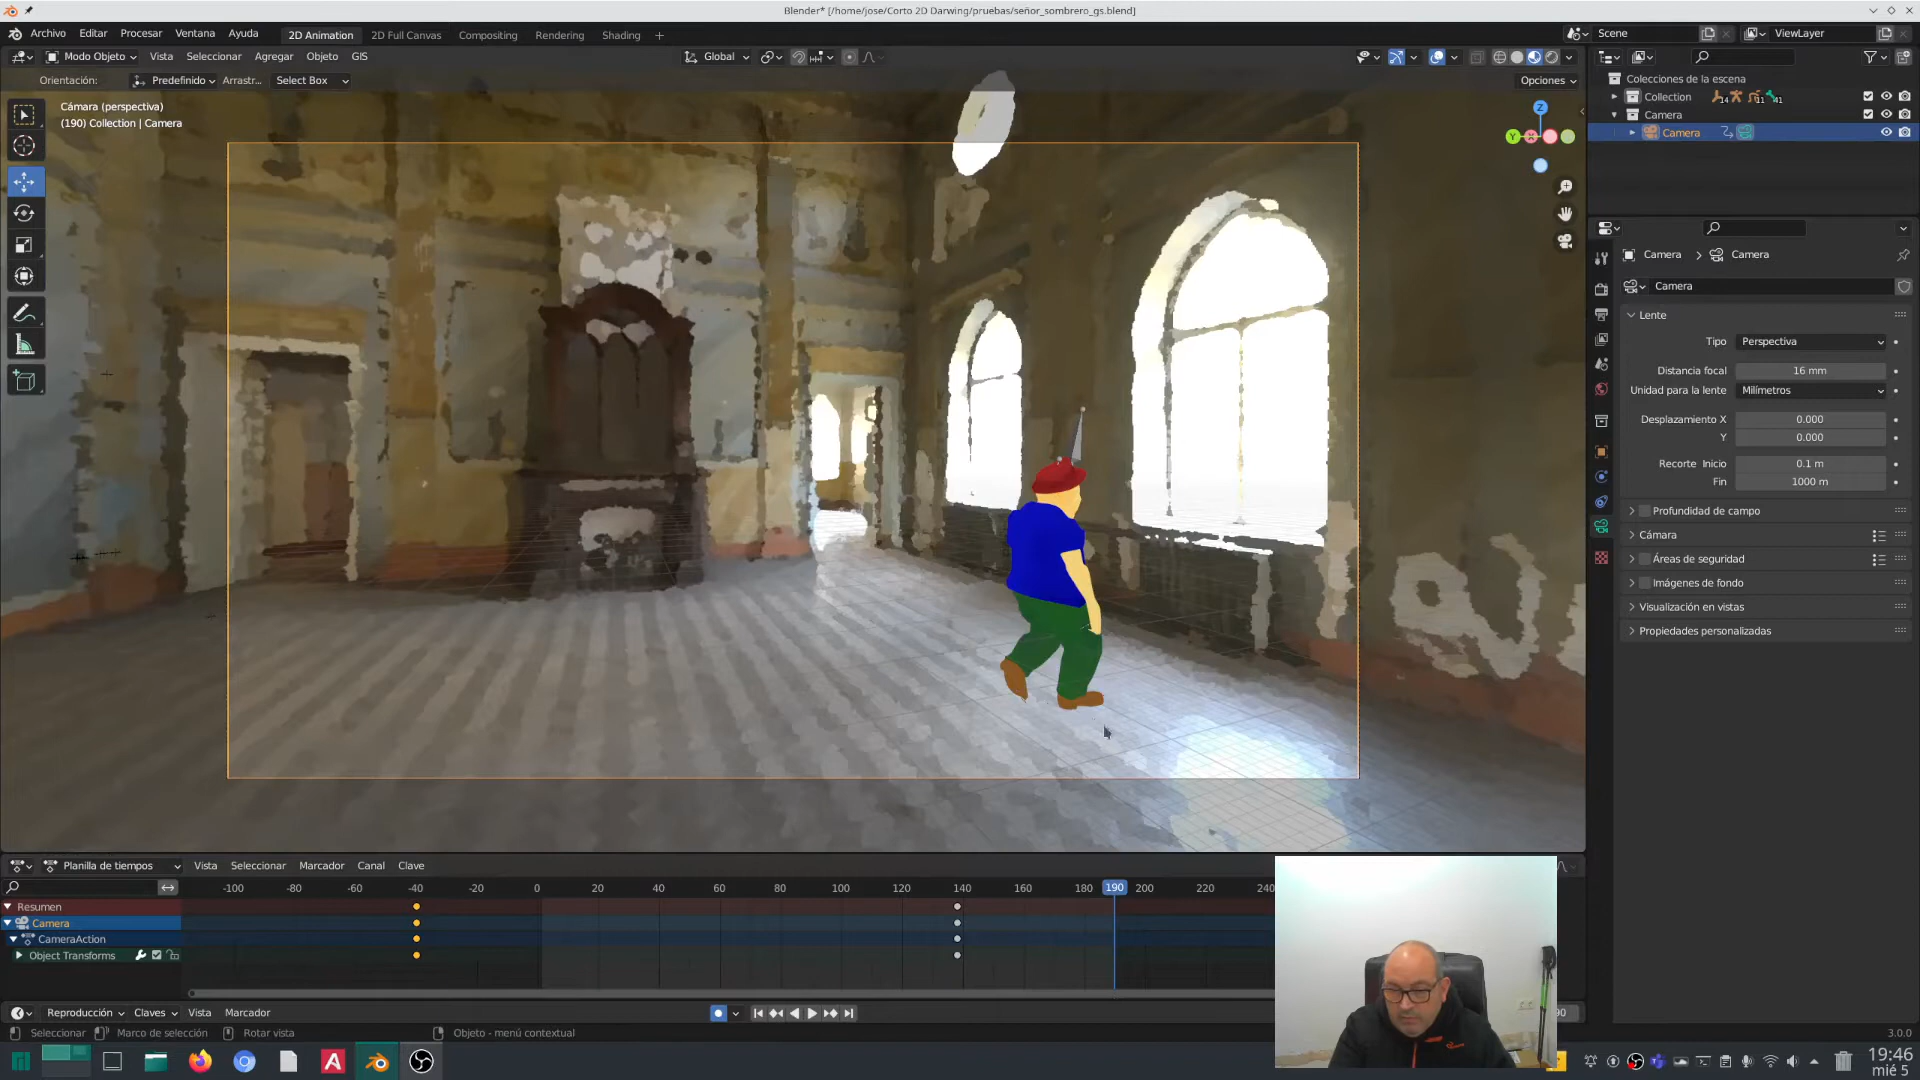 Blender* [/home/jose/Corto 2D Darwing/pruebas/señor_sombrero_gs.blend]
Archivo Editar Procesar Ventana Ayuda 2D Animation 2D Full Canvas Compositing Rendering Shading +
Scene ViewLayer
Modo Objeto Vista Seleccionar Agregar Objeto GIS Global
Orientación: Predefinido Arrastr... Select Box Opciones
Cámara (perspectiva)
(190) Collection | Camera
Z
Y X
Colecciones de la escena
Collection 14 11 41
Camera
Camera
Camera > Camera
Camera
Lente
Tipo Perspectiva
Distancia focal 16 mm
Unidad para la lente Milímetros
Desplazamiento X 0.000
Y 0.000
Recorte Inicio 0.1 m
Fin 1000 m
Profundidad de campo
Cámara
Áreas de seguridad
Imágenes de fondo
Visualización en vistas
Propiedades personalizadas
Planilla de tiempos Vista Seleccionar Marcador Canal Clave
-100 -80 -60 -40 -20 0 20 40 60 80 100 120 140 160 180 190 200 220 240
Resumen
Camera
CameraAction
Object Transforms
Reproducción Claves Vista Marcador
Seleccionar Marco de selección Rotar vista Objeto - menú contextual
3.0.0
19:46
mié 5